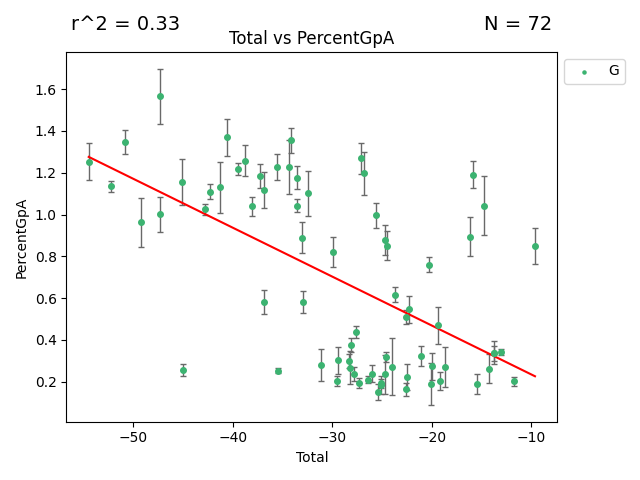 r^2 = 0.33
N = 72
Total vs PercentGpA
G
PercentGpA
1.6
1.4
1.2
1.0
0.8
0.6
0.4
0.2
−50
−40
−30
−20
−10
Total